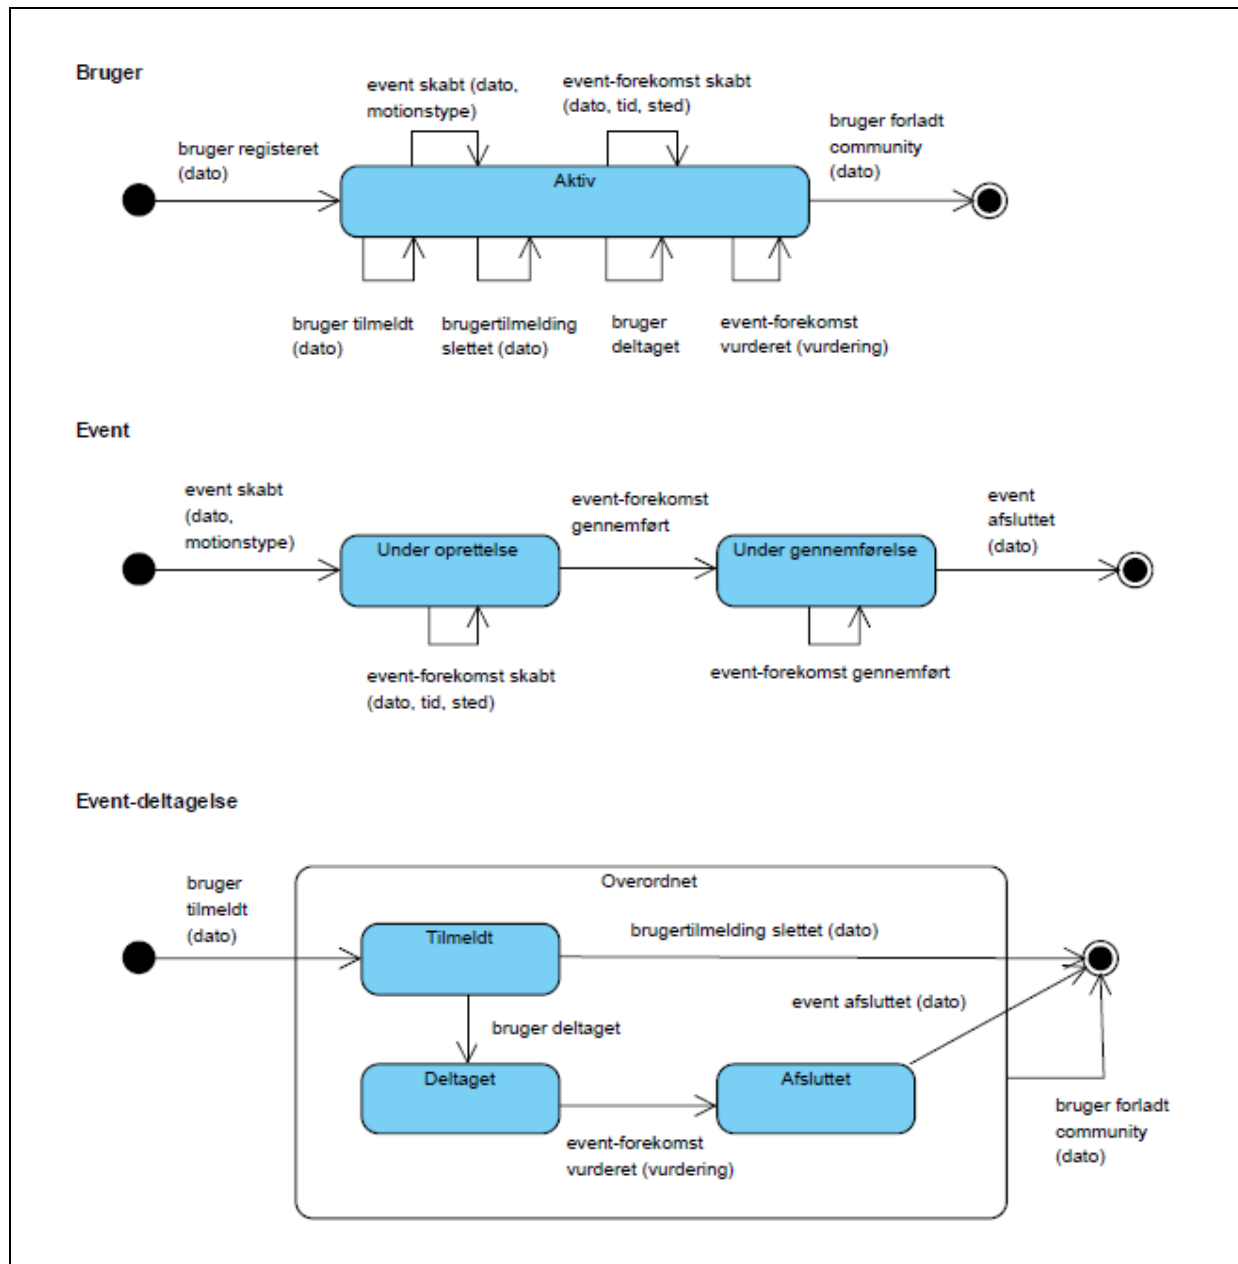 Bruger
event skabt (dato,
motionstype)
event-forekomst skabt
(dato, tid, sted)
bruger forladt
community
(dato)
bruger registeret
(dato)
Aktiv
bruger tilmeldt
(dato)
brugertilmelding
slettet (dato)
bruger
deltaget
event-forekomst
vurderet (vurdering)
Event
event skabt
(dato,
motionstype)
event-forekomst
gennemført
event
afsluttet
(dato)
Under oprettelse
Under gennemførelse
event-forekomst skabt
(dato, tid, sted)
event-forekomst gennemført
Event-deltagelse
bruger
tilmeldt
(dato)
Overordnet
Tilmeldt
brugertilmelding slettet (dato)
event afsluttet (dato)
bruger deltaget
Deltaget
Afsluttet
event-forekomst
vurderet (vurdering)
bruger forladt
community
(dato)